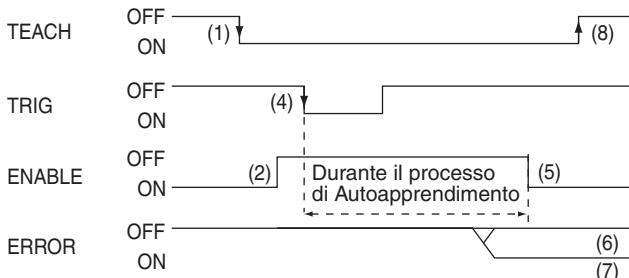 OFF
TEACH (1) (8)
ON
OFF
TRIG (4)
ON
OFF
ENABLE (2) Durante il processo (5)
ON di Autoapprendimento
OFF
ERROR (6)
ON (7)